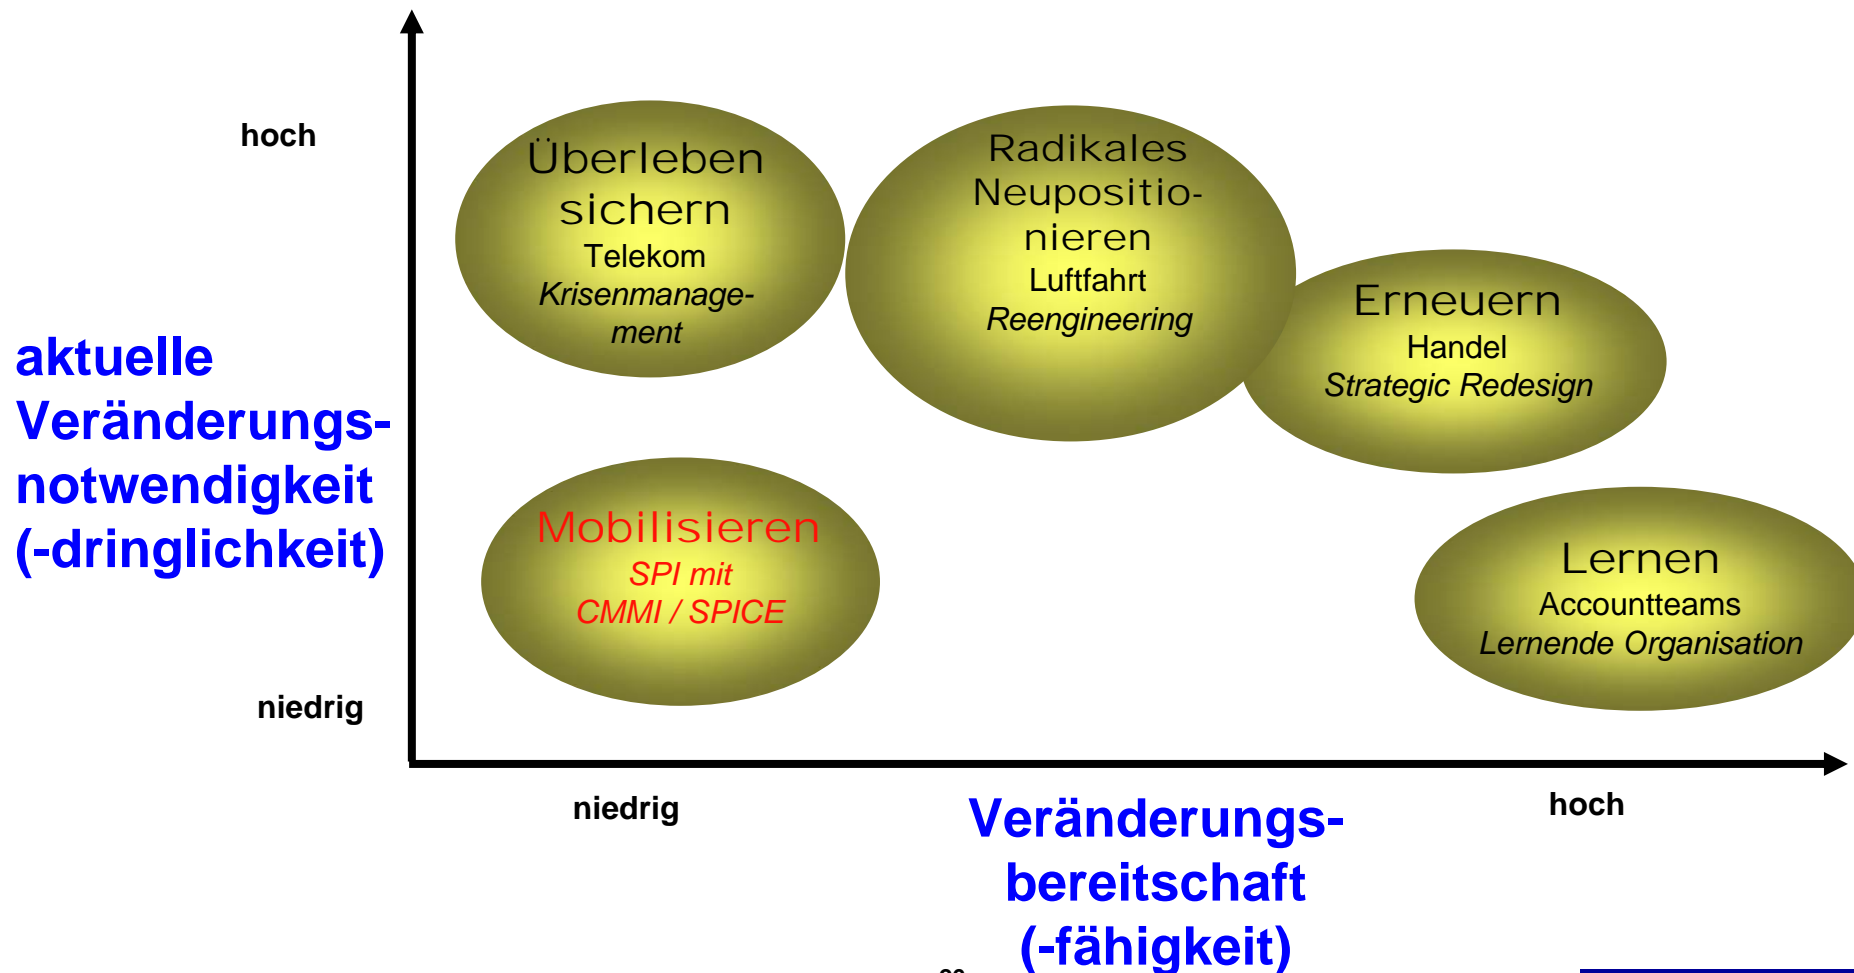 hoch
Überleben
sichern
Telekom
Krisenmanage-
ment
Radikales
Neupositio-
nieren
Luftfahrt
Reengineering
Erneuern
Handel
Strategic Redesign
aktuelle
Veränderungs-
notwendigkeit
(-dringlichkeit)
Mobilisieren
SPI mit
CMMI / SPICE
Lernen
Accountteams
Lernende Organisation
niedrig
niedrig
Veränderungs-
bereitschaft
(-fähigkeit)
hoch